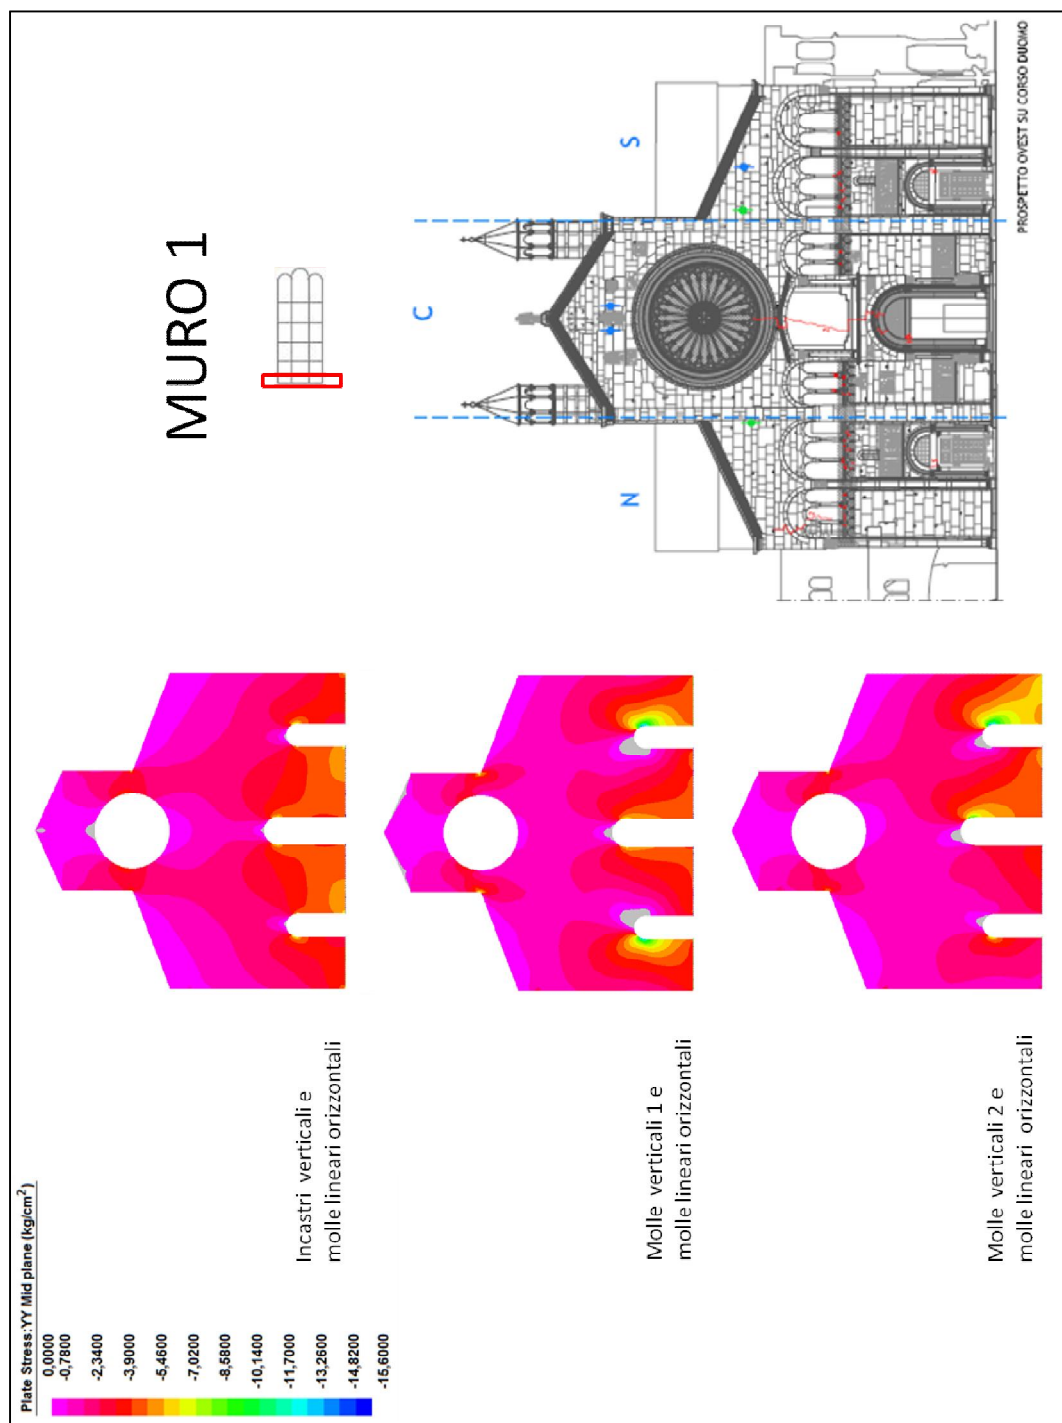 MURO 1
Plate Stress:YY Mid plane (kg/cm²)
0,0000
-0,7800
-2,3400
-3,9000
-5,4600
-7,0200
-8,5800
-10,1400
-11,7000
-13,2600
-14,8200
-15,6000
Incastri verticali e
molle lineari orizzontali
Molle verticali 1 e
molle lineari orizzontali
Molle verticali 2 e
molle lineari orizzontali
N
C
S
PROSPETTO OVEST SU CORSO DUOMO